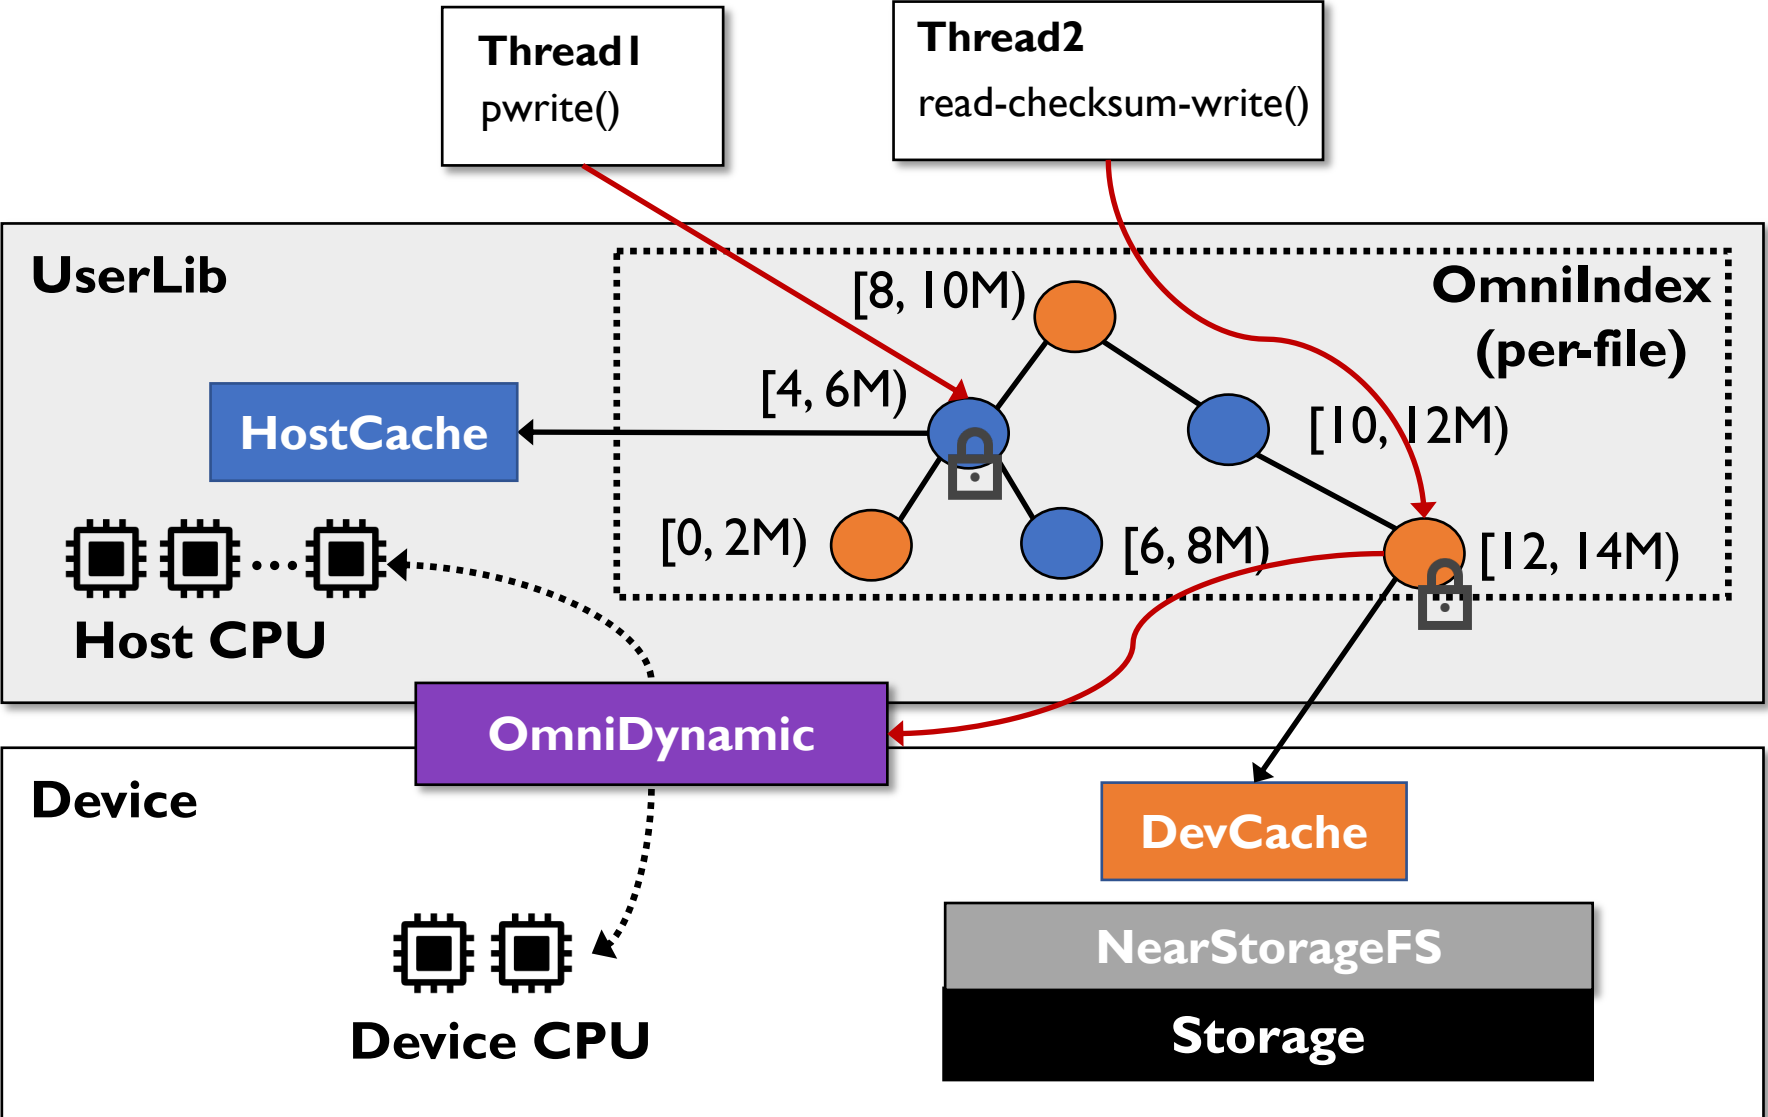 Thread1
pwrite()
Thread2
read-checksum-write()
UserLib
OmniIndex
(per-file)
[8, 10M)
[4, 6M)
HostCache
[10, 12M)
[0, 2M)
[6, 8M)
[12, 14M)
Host CPU
OmniDynamic
Device
DevCache
NearStorageFS
Storage
Device CPU